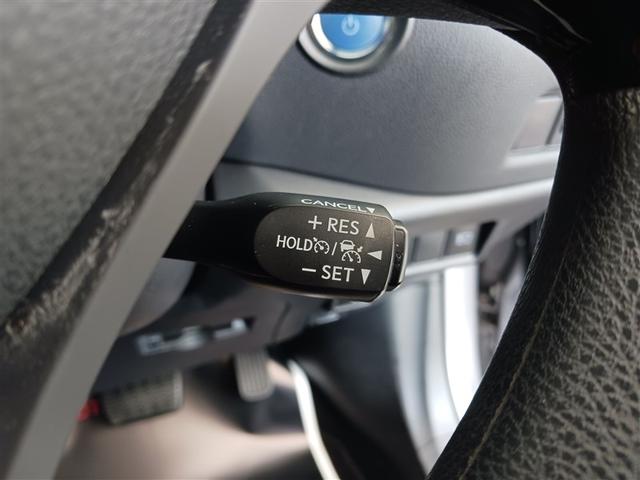 CANCEL▼
+ RES ▲
HOLD / ◀
− SET ▼